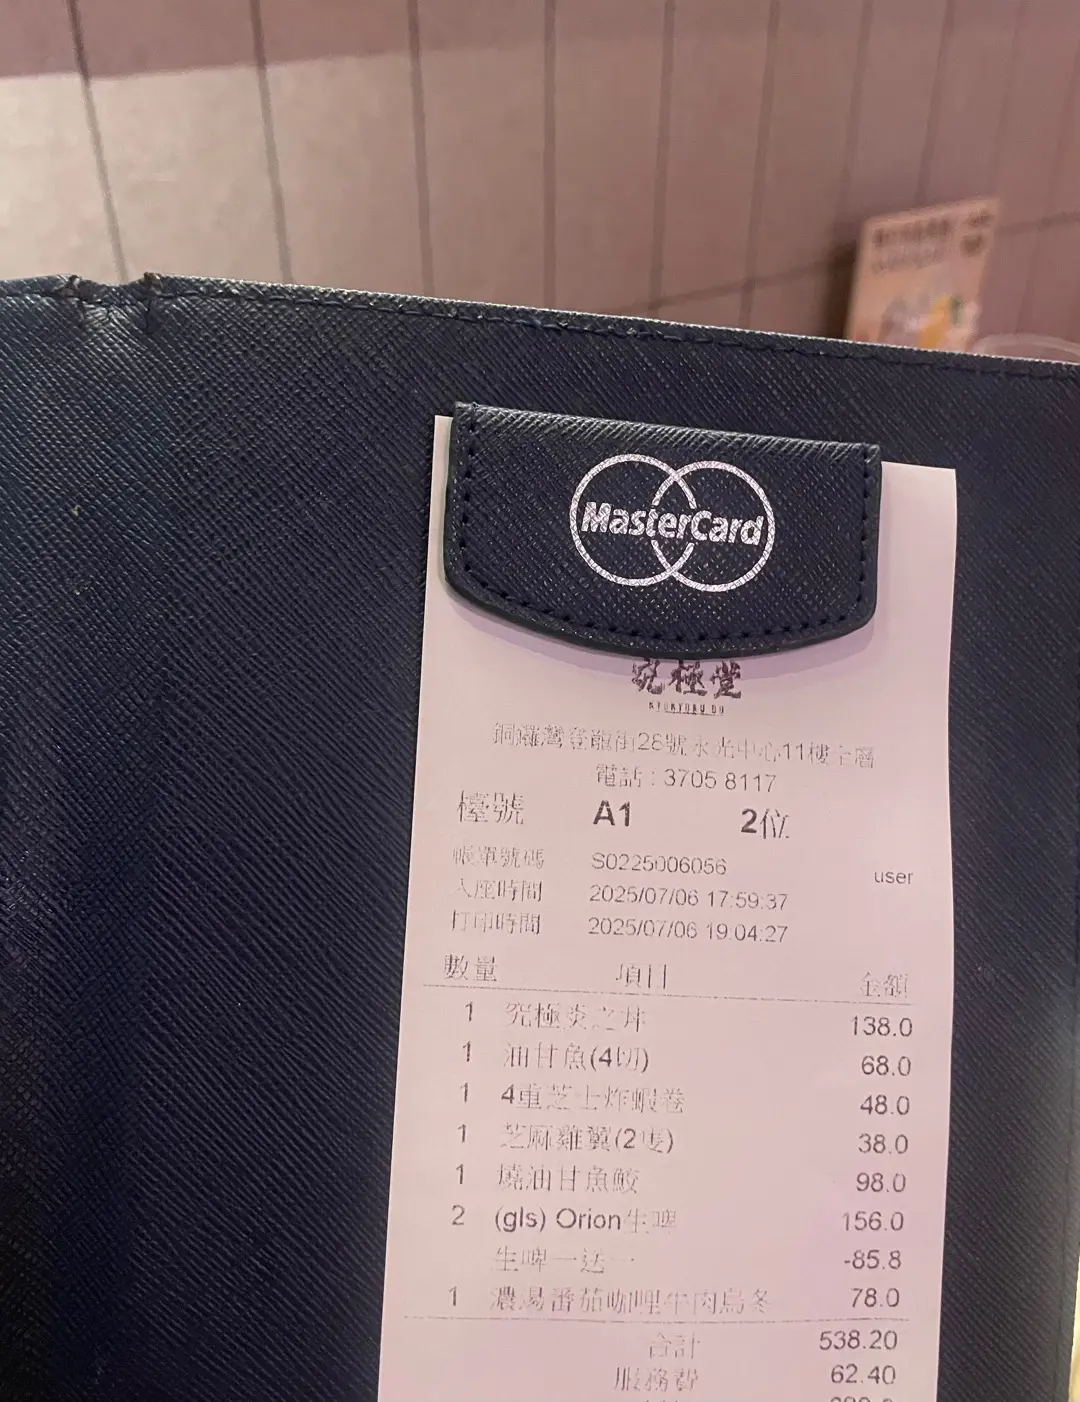 MasterCard
究極堂
KYUKYOKU DO
銅鑼灣登龍街28號永光中心11樓全層
電話 : 3705 8117
檯號 A1 2位
帳單號碼 S0225006056 user
入座時間 2025/07/06 17:59:37
打印時間 2025/07/06 19:04:27
數量 項目 金額
1 究極炎之丼 138.0
1 油甘魚(4切) 68.0
1 4重芝士炸蝦卷 48.0
1 芝麻雞翼(2隻) 38.0
1 燒油甘魚鮫 98.0
2 (gls) Orion生啤 156.0
生啤一送一 -85.8
1 濃湯番茄咖哩牛肉烏冬 78.0
合計 538.20
服務費 62.40